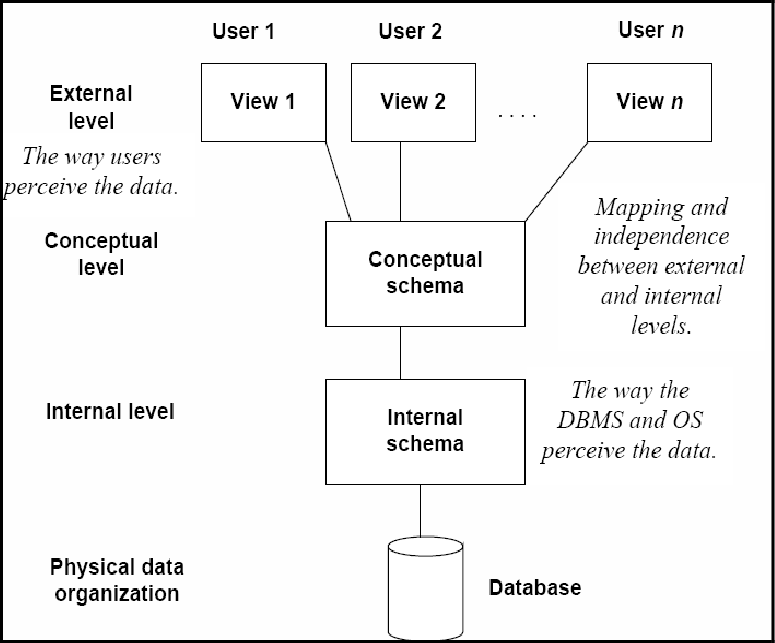 User 1
User 2
User n
External
level
View 1
View 2
. . . .
View n
The way users
perceive the data.
Conceptual
level
Conceptual
schema
Mapping and
independence
between external
and internal
levels.
Internal level
Internal
schema
The way the
DBMS and OS
perceive the data.
Physical data
organization
Database